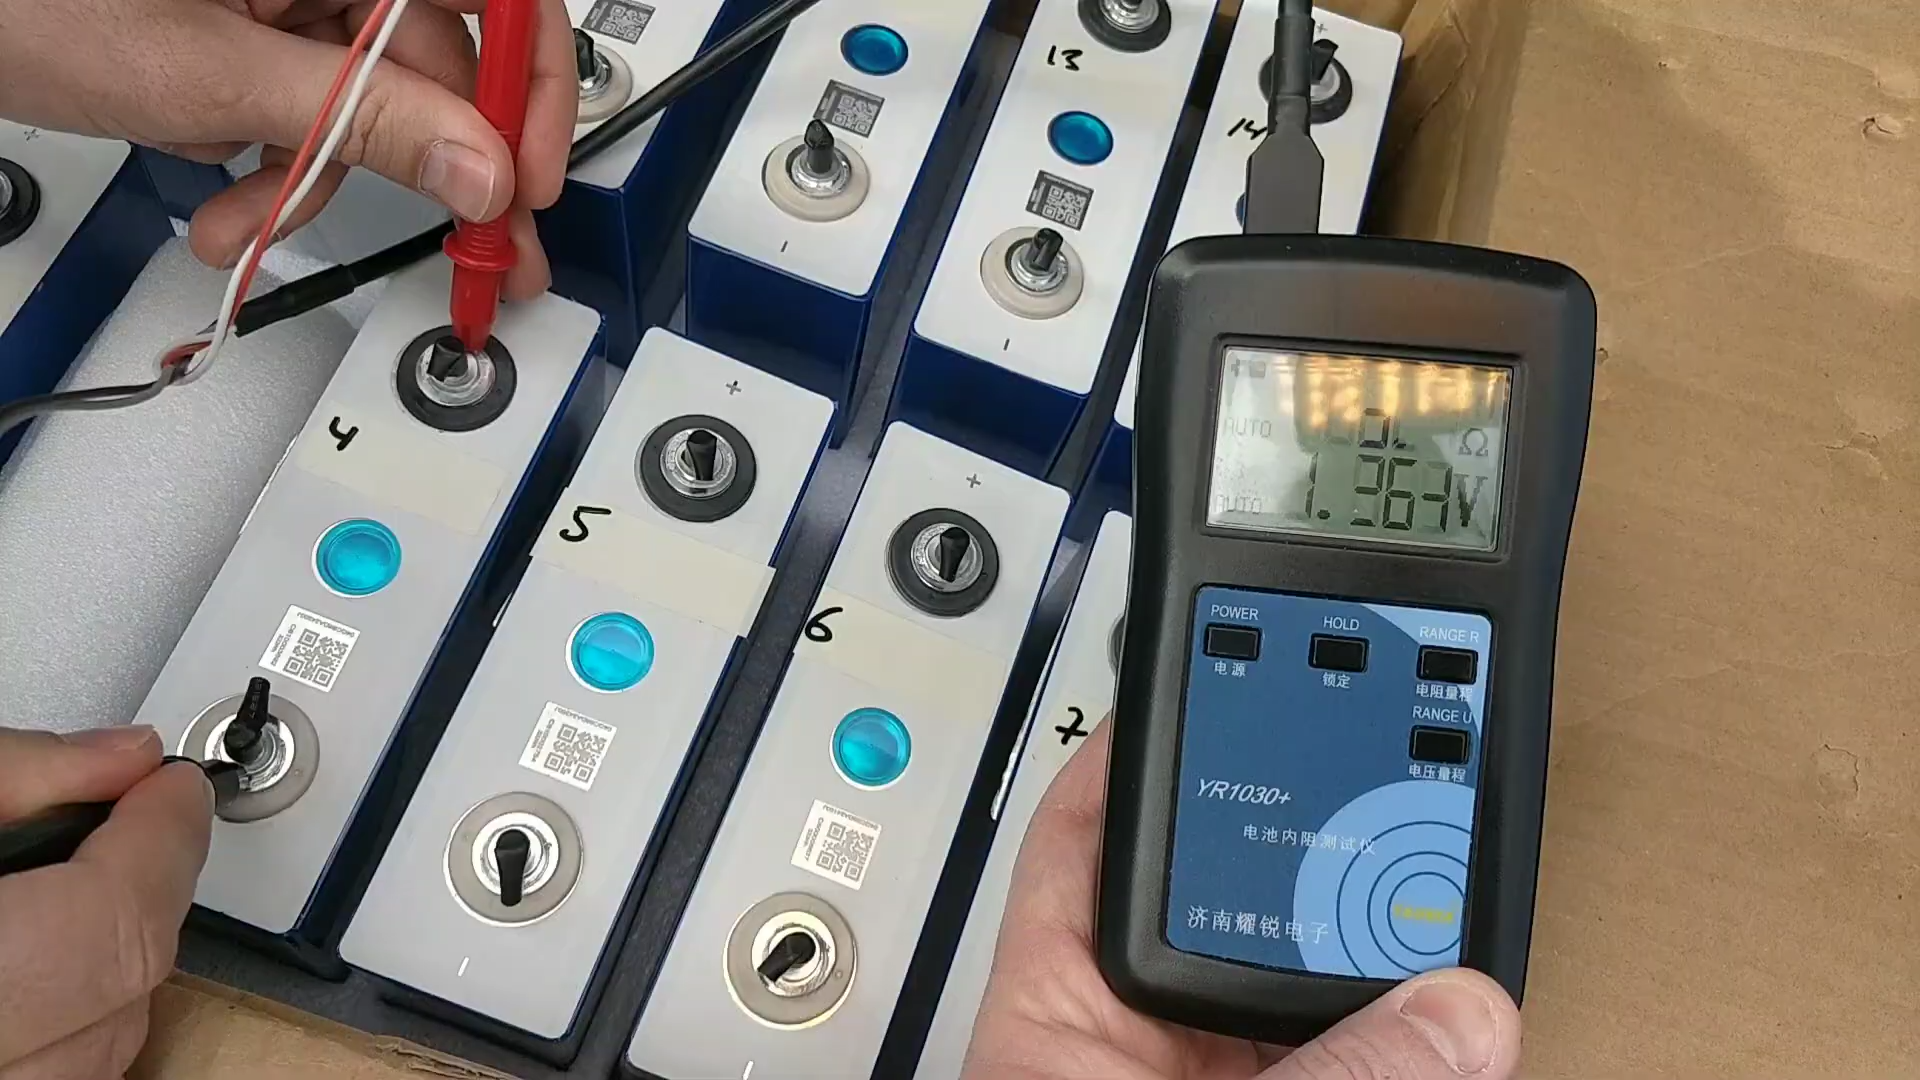 13
14
4
5
6
7
AUTO
Ω
AUTO
V
POWER
电源
HOLD
锁定
RANGE R
电阻量程
RANGE U
电压量程
YR1030+
电池内阻测试仪
济南耀锐电子